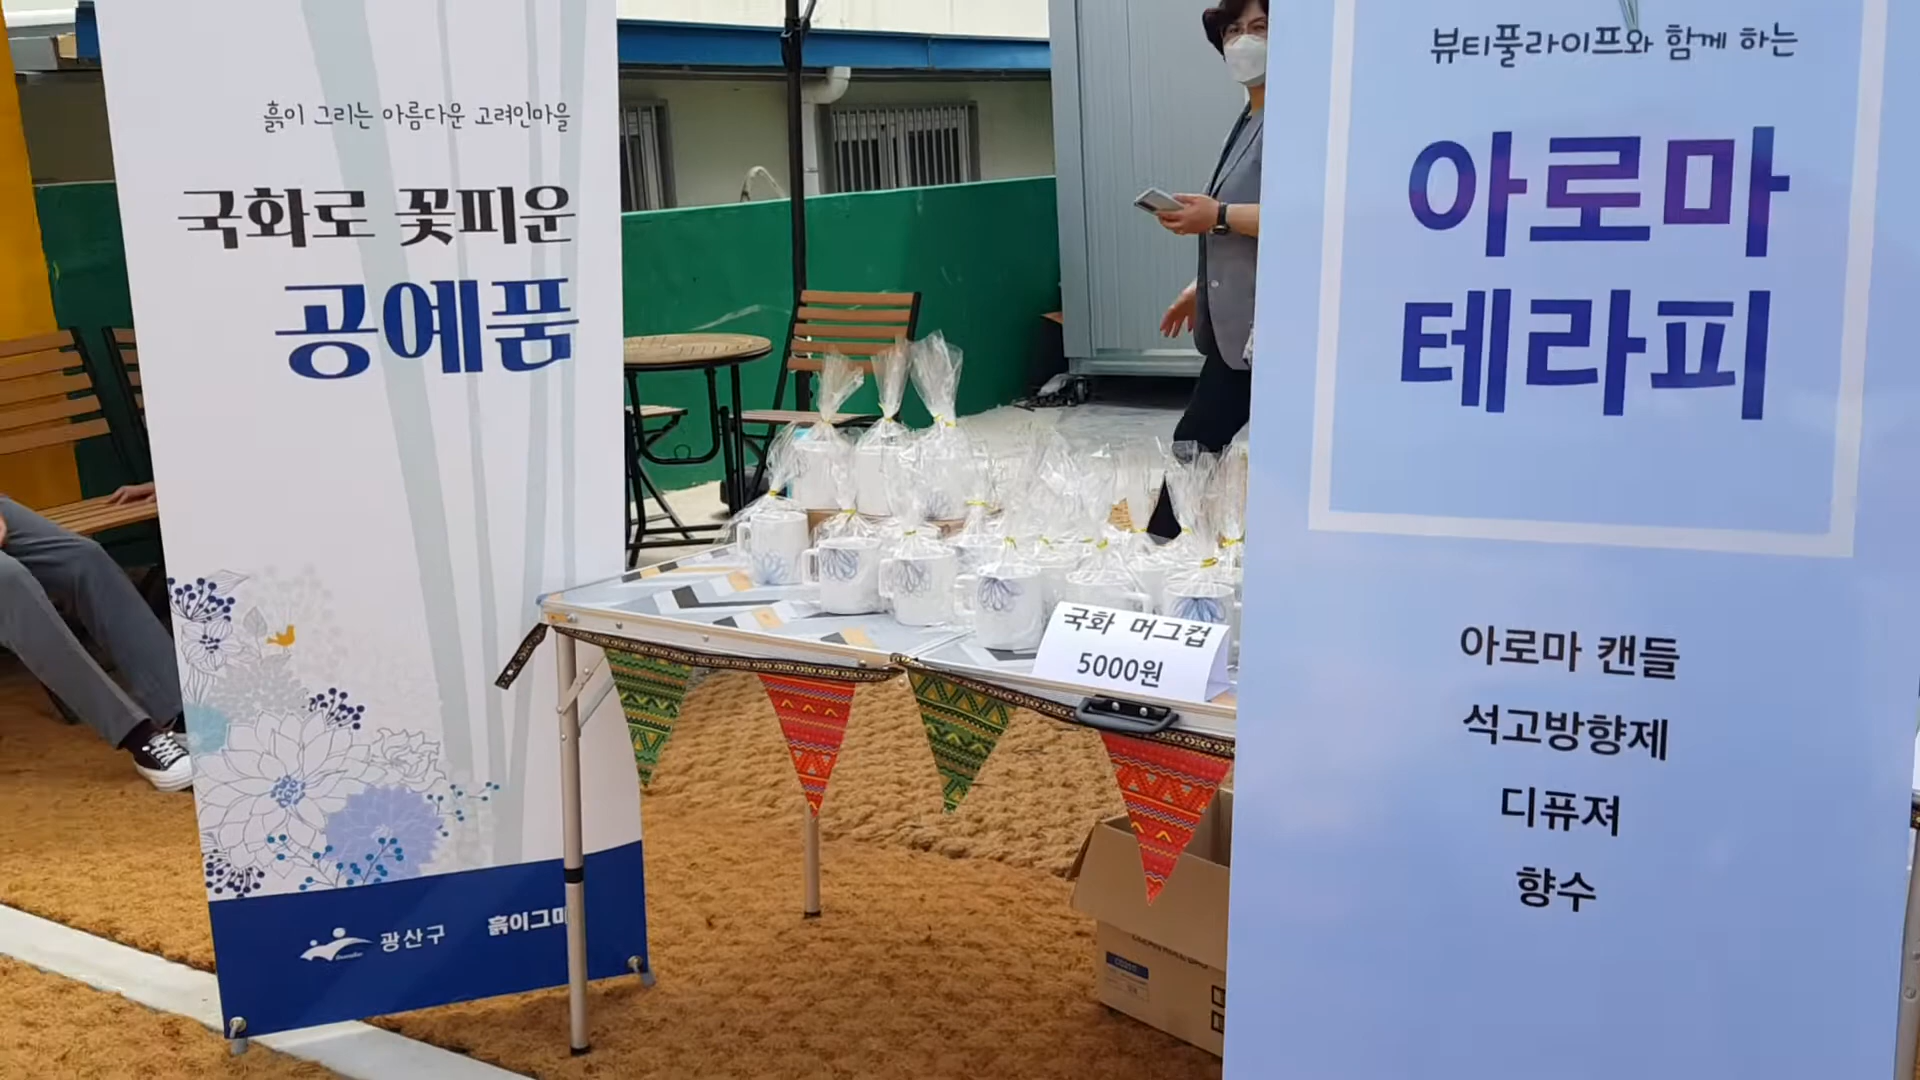 흙이 그리는 아름다운 고려인마을
국화로 꽃피운
공예품
광산구
흙이그
국화 머그컵
5000원
뷰티풀라이프와 함께 하는
아로마
테라피
아로마 캔들
석고방향제
디퓨져
향수